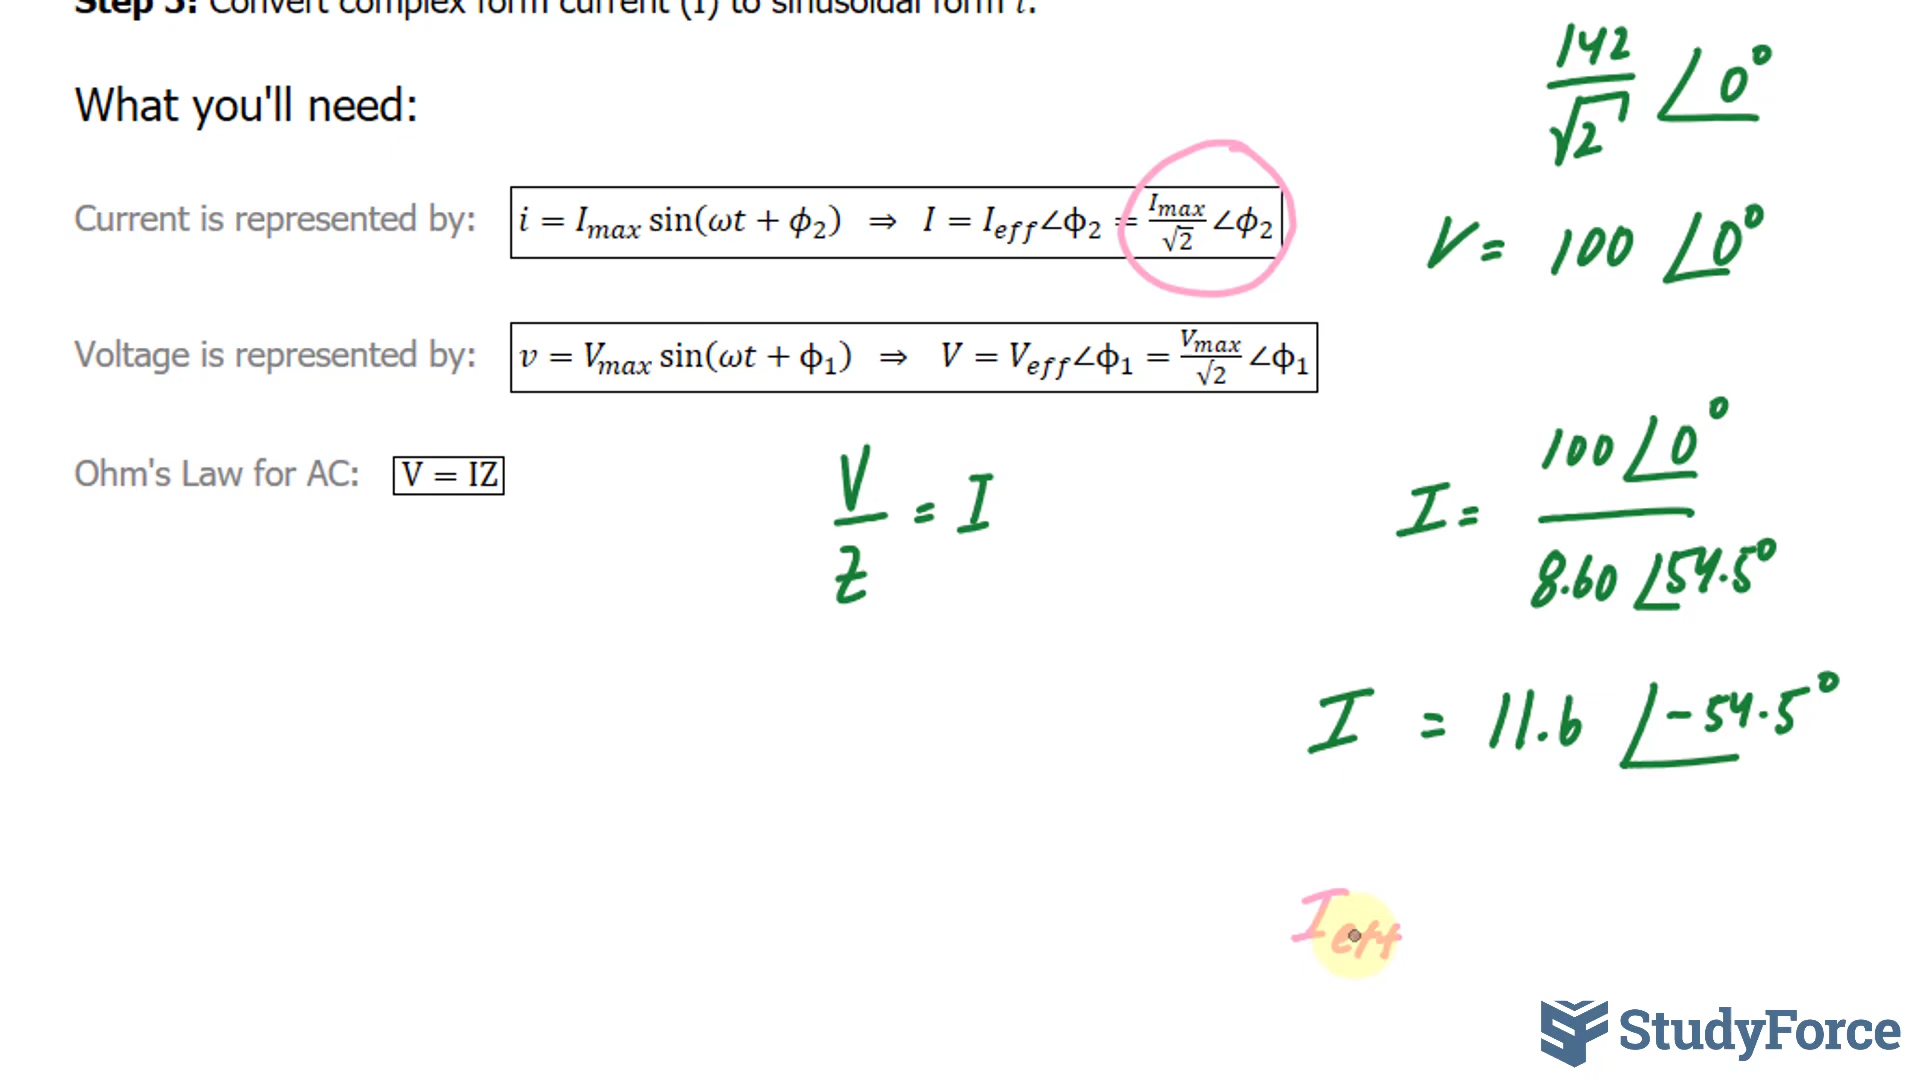 Step 3: Convert complex form current (I) to sinusoidal form i.
What you'll need:
Current is represented by: i = I_max sin(ωt + ϕ₂) ⇒ I = I_eff∠ϕ₂ = I_max/√2 ∠ϕ₂
Voltage is represented by: v = V_max sin(ωt + ϕ₁) ⇒ V = V_eff∠ϕ₁ = V_max/√2 ∠ϕ₁
Ohm's Law for AC: V = IZ
V/Z = I
142/√2 ∠0°
V = 100 ∠0°
I = 100∠0° / 8.60 ∠54.5°
I = 11.6 ∠-54.5°
I_eff
StudyForce